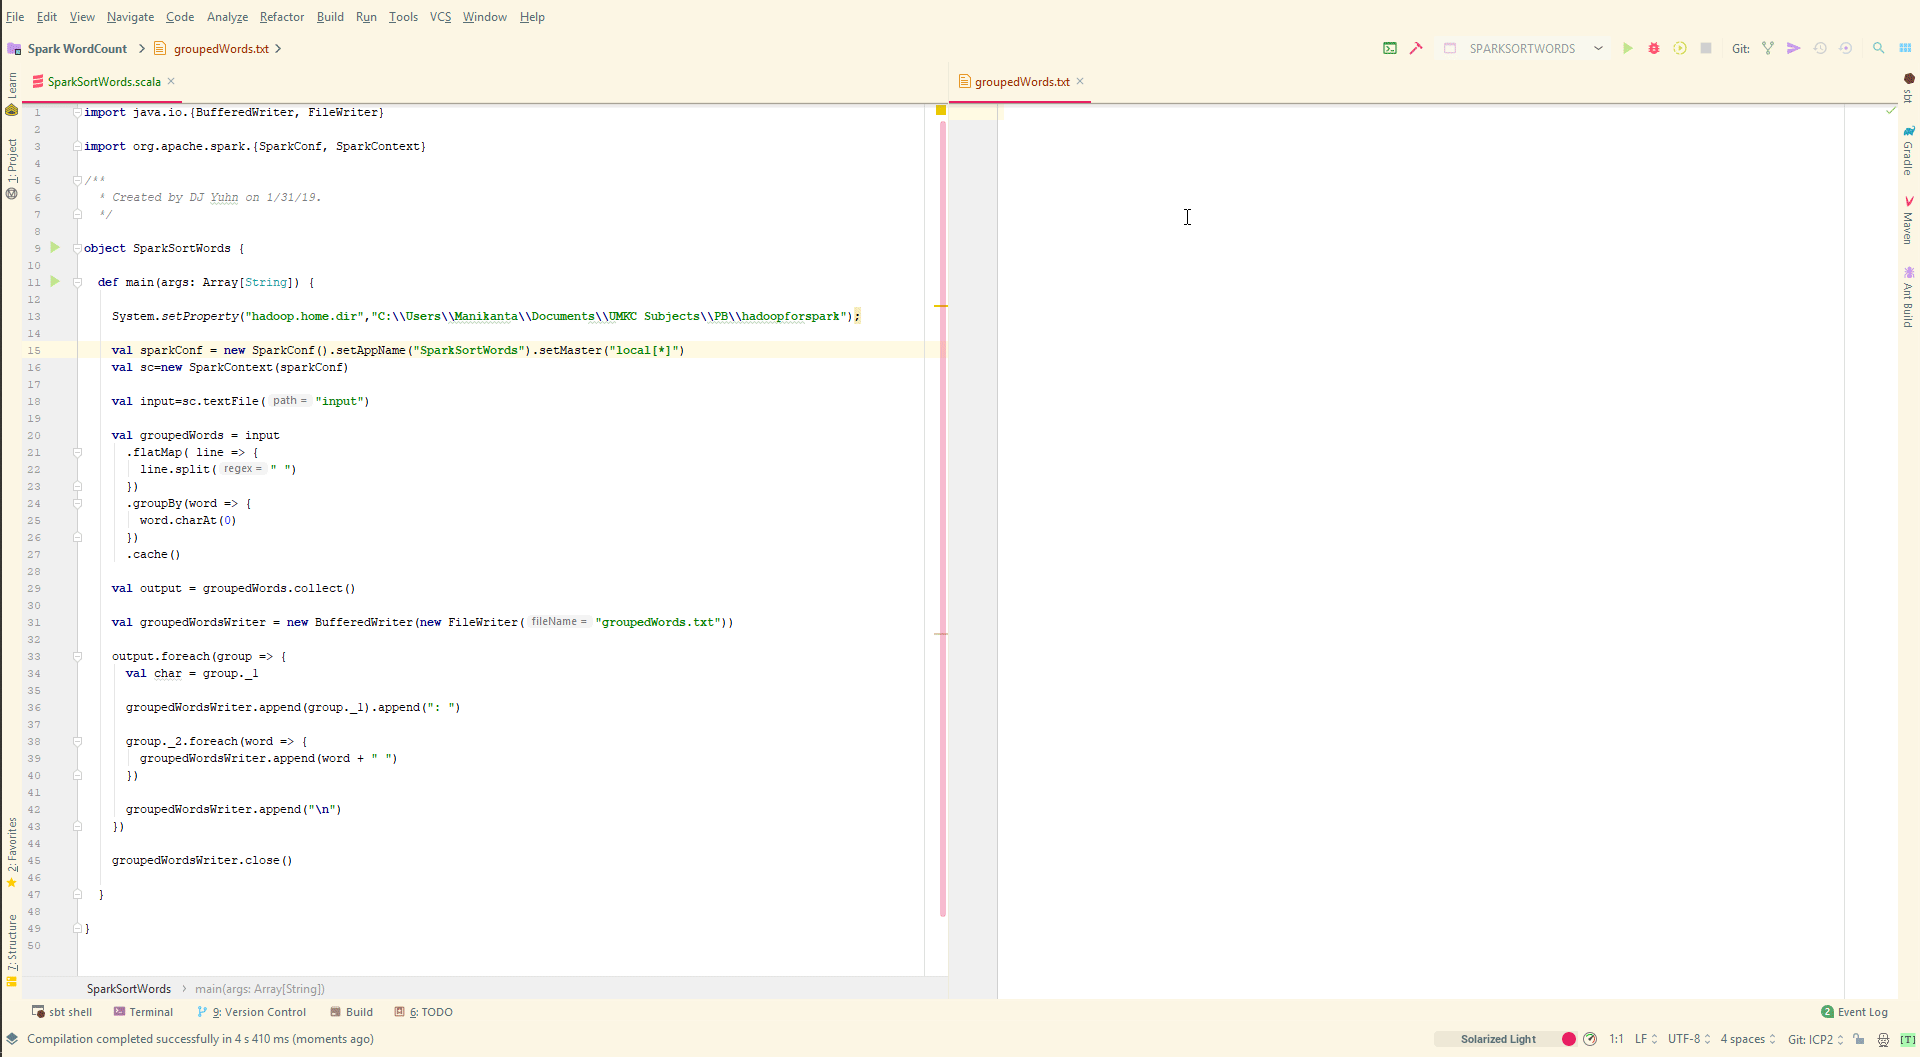 File Edit View Navigate Code Analyze Refactor Build Run Tools VCS Window Help
Spark WordCount groupedWords.txt SPARKSORTWORDS Git:
SparkSortWords.scala groupedWords.txt
Learn
1: Project
2: Favorites
7: Structure
1 import java.io.{BufferedWriter, FileWriter}
2
3 import org.apache.spark.{SparkConf, SparkContext}
4
5 /**
6 * Created by DJ Yuhn on 1/31/19.
7 */
8
9 object SparkSortWords {
10
11 def main(args: Array[String]) {
12
13 System.setProperty("hadoop.home.dir","C:\\Users\\Manikanta\\Documents\\UMKC Subjects\\PB\\hadoopforspark");
14
15 val sparkConf = new SparkConf().setAppName("SparkSortWords").setMaster("local[*]")
16 val sc=new SparkContext(sparkConf)
17
18 val input=sc.textFile( path = "input")
19
20 val groupedWords = input
21 .flatMap( line => {
22 line.split( regex = " ")
23 })
24 .groupBy(word => {
25 word.charAt(0)
26 })
27 .cache()
28
29 val output = groupedWords.collect()
30
31 val groupedWordsWriter = new BufferedWriter(new FileWriter( fileName = "groupedWords.txt"))
32
33 output.foreach(group => {
34 val char = group._1
35
36 groupedWordsWriter.append(group._1).append(": ")
37
38 group._2.foreach(word => {
39 groupedWordsWriter.append(word + " ")
40 })
41
42 groupedWordsWriter.append("\n")
43 })
44
45 groupedWordsWriter.close()
46
47 }
48
49 }
50
sbt
Gradle
Maven
Ant Build
SparkSortWords main(args: Array[String])
sbt shell Terminal 9: Version Control Build 6: TODO 2 Event Log
Compilation completed successfully in 4 s 410 ms (moments ago) Solarized Light 1:1 LF UTF-8 4 spaces Git: ICP2 [T]